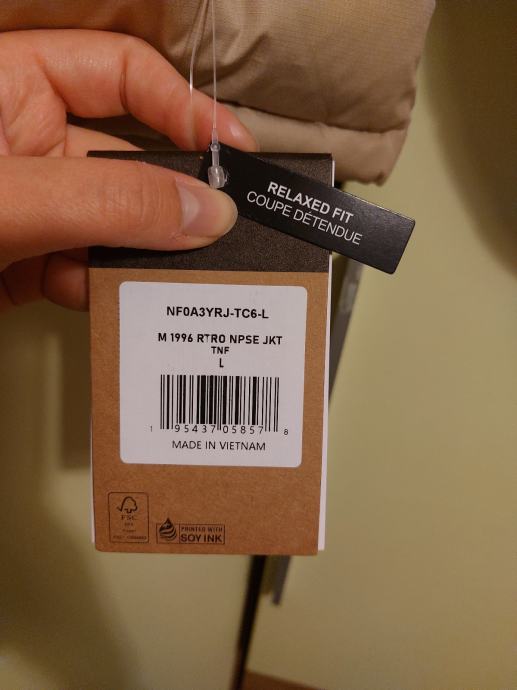 RELAXED FIT
COUPE DÉTENDUE
NF0A3YRJ-TC6-L
M 1996 RTRO NPSE JKT
TNF
L
1 95437 05857 8
MADE IN VIETNAM
FSC
PRINTED WITH
SOY INK